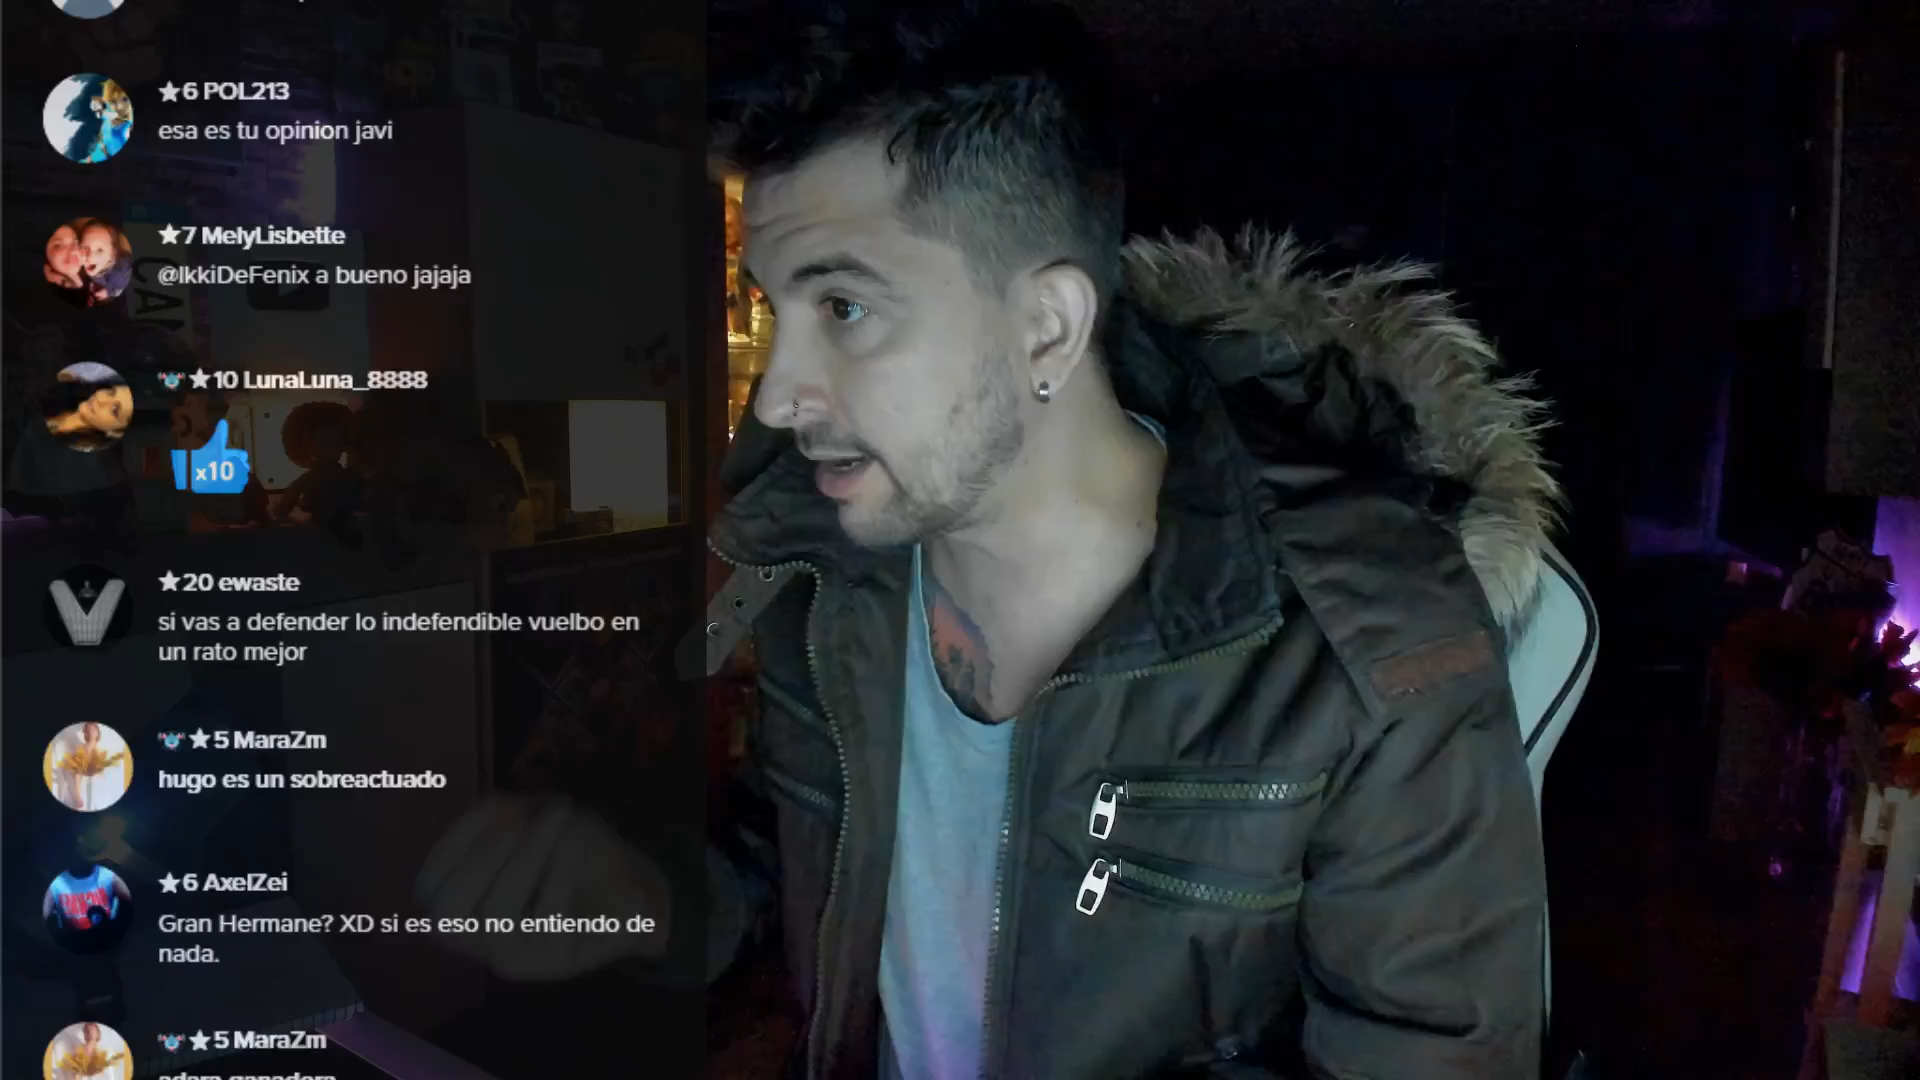 ★6 POL213
esa es tu opinion javi
★7 MelyLisbette
@IkkiDeFenix a bueno jajaja
★10 LunaLuna_8888
x10
★20 ewaste
si vas a defender lo indefendible vuelbo en
un rato mejor
★5 MaraZm
hugo es un sobreactuado
★6 AxelZei
Gran Hermane? XD si es eso no entiendo de
nada.
★5 MaraZm
adara ganadora